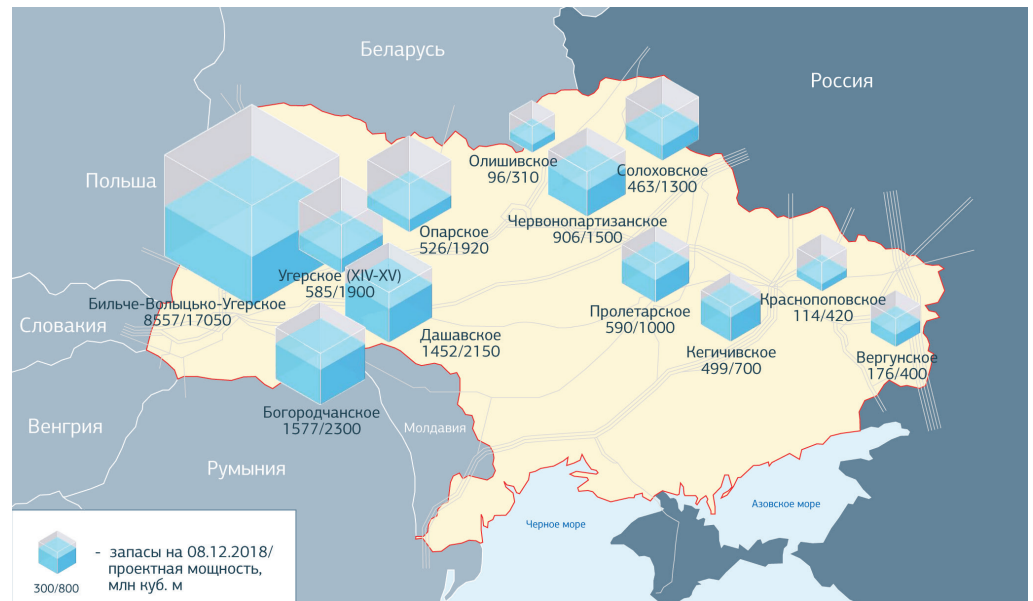 Беларусь
Россия
Польша
Олишивское
96/310
Солоховское
463/1300
Опарское
526/1920
Червонопартизанское
906/1500
Угерское (XIV-XV)
585/1900
Бильче-Волыцько-Угерское
8557/17050
Словакия
Дашавское
1452/2150
Пролетарское
590/1000
Краснопоповское
114/420
Кегичивское
499/700
Вергунское
176/400
Богородчанское
1577/2300
Венгрия
Молдавия
Румыния
Азовское море
Черное море
- запасы на 08.12.2018/
проектная мощность,
млн куб. м
300/800